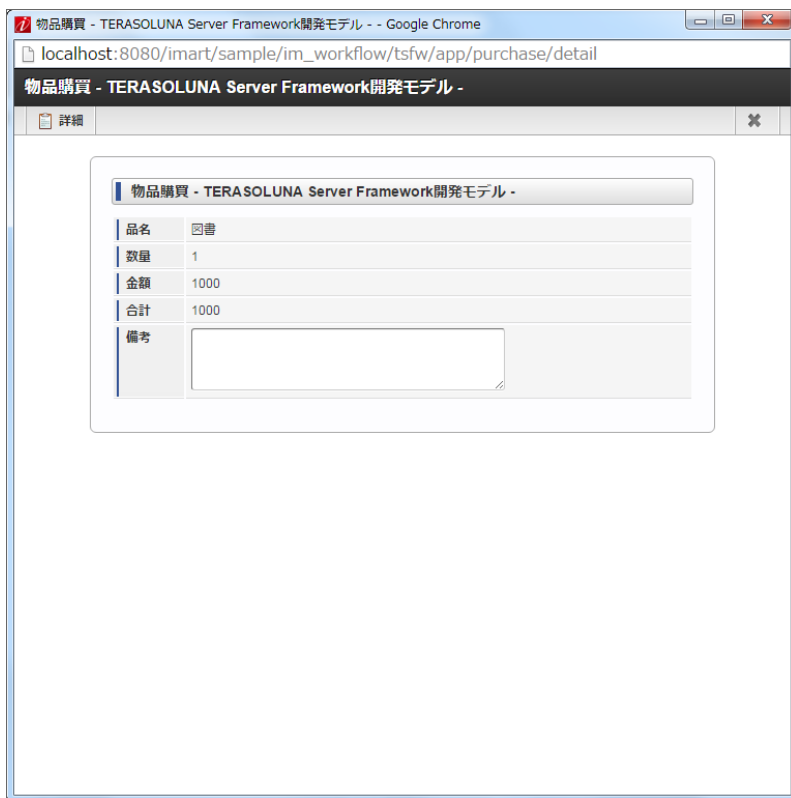 物品購買 - TERASOLUNA Server Framework開発モデル - - Google Chrome
localhost:8080/imart/sample/im_workflow/tsfw/app/purchase/detail
物品購買 - TERASOLUNA Server Framework開発モデル -
詳細
物品購買 - TERASOLUNA Server Framework開発モデル -
品名 図書
数量 1
金額 1000
合計 1000
備考